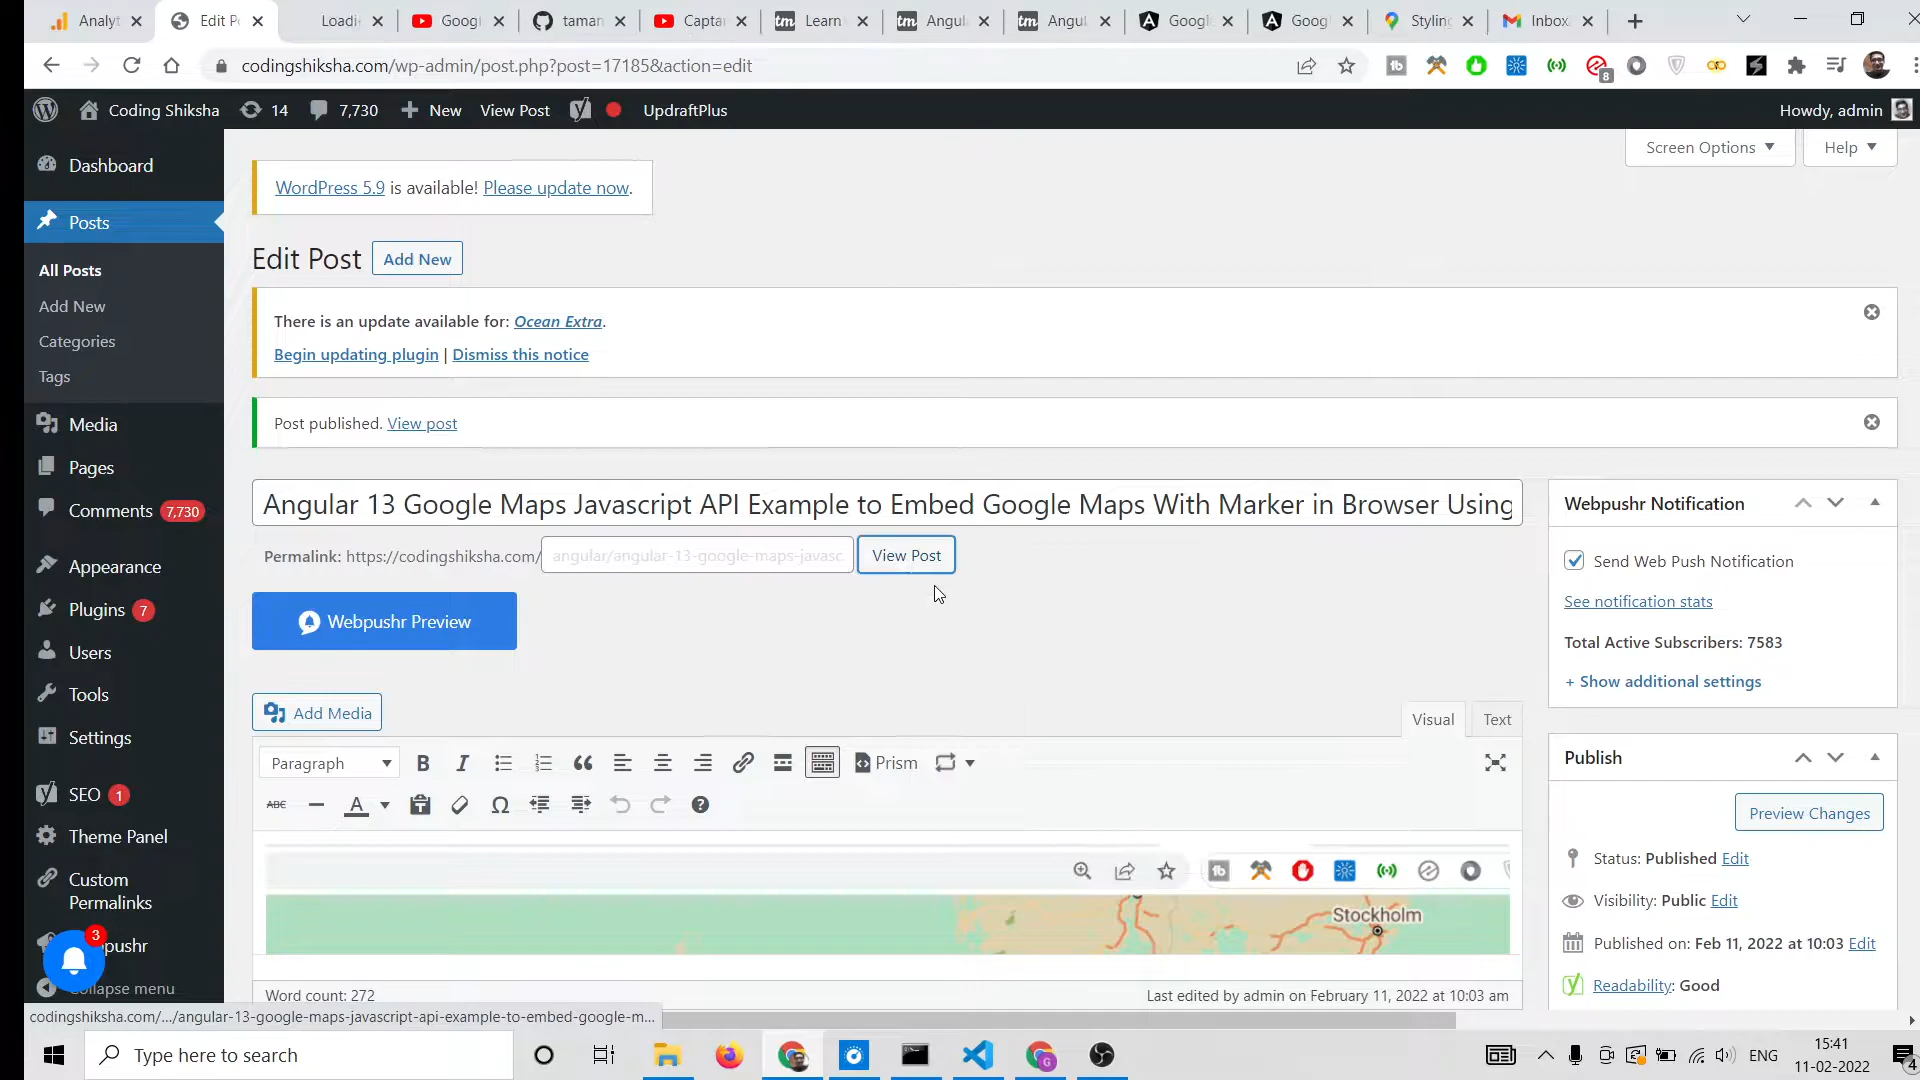 Analyt
Edit P
Loadi
Googl
taman
Capta
Learn
Angul
Angul
Google
Googl
Styling
Inbox
codingshiksha.com/wp-admin/post.php?post=17185&action=edit
8
Coding Shiksha 14 7,730 New View Post UpdraftPlus Howdy, admin
Screen Options Help
Dashboard
Posts
All Posts
Add New
Categories
Tags
Media
Pages
Comments 7,730
Appearance
Plugins 7
Users
Tools
Settings
SEO 1
Theme Panel
Custom
Permalinks
pushr
3
Collapse menu
WordPress 5.9 is available! Please update now.
Edit Post Add New
There is an update available for: Ocean Extra.
Begin updating plugin | Dismiss this notice
Post published. View post
Angular 13 Google Maps Javascript API Example to Embed Google Maps With Marker in Browser Using
Permalink: https://codingshiksha.com/ angular/angular-13-google-maps-javasc View Post
Webpushr Preview
Add Media
Visual Text
Paragraph B I Prism
ABC A
Stockholm
Word count: 272 Last edited by admin on February 11, 2022 at 10:03 am
Webpushr Notification
Send Web Push Notification
See notification stats
Total Active Subscribers: 7583
+ Show additional settings
Publish
Preview Changes
Status: Published Edit
Visibility: Public Edit
Published on: Feb 11, 2022 at 10:03 Edit
Readability: Good
codingshiksha.com/.../angular-13-google-maps-javascript-api-example-to-embed-google-m...
Type here to search
ENG
15:41
11-02-2022
4